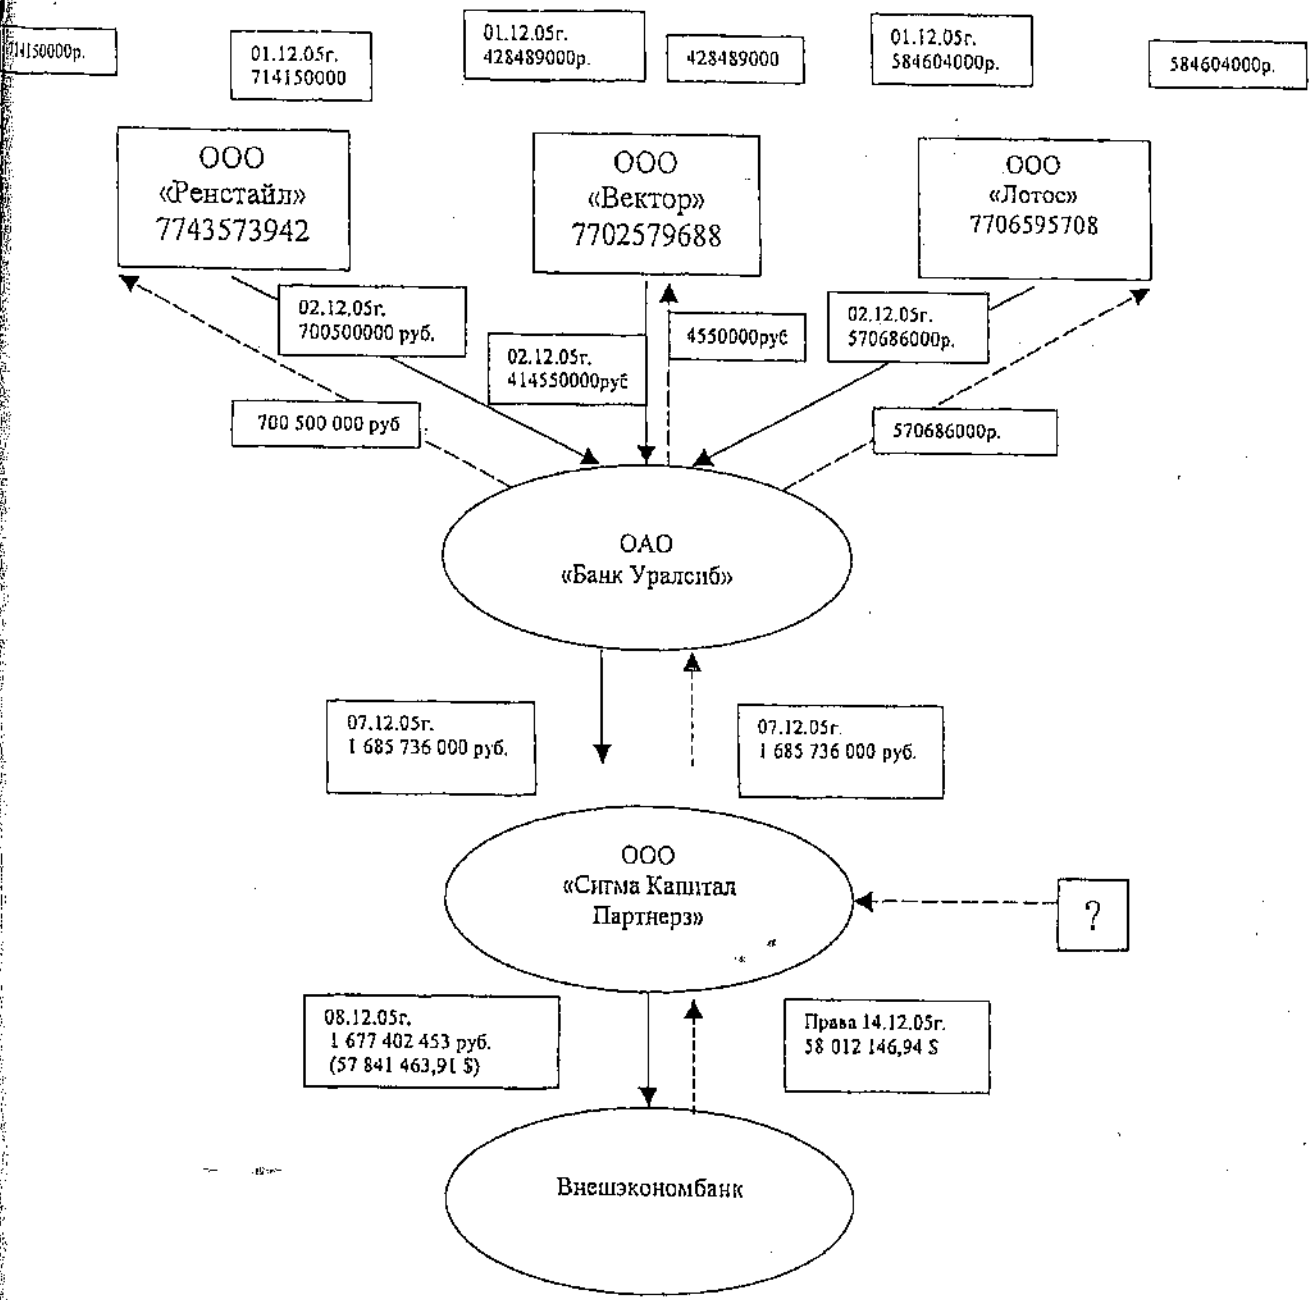 14150000р.
01.12.05г.
714150000
01.12.05г.
428489000р.
428489000
01.12.05г.
584604000р.
584604000р.
ООО
«Ренстайл»
7743573942
ООО
«Вектор»
7702579688
ООО
«Лотос»
7706595708
02.12.05г.
700500000 руб.
02.12.05г.
414550000руб
4550000руб
02.12.05г.
570686000р.
700 500 000 руб
570686000р.
ОАО
«Банк Уралсиб»
07.12.05г.
1 685 736 000 руб.
07.12.05г.
1 685 736 000 руб.
ООО
«Сигма Капитал
Партнерз»
?
08.12.05г.
1 677 402 453 руб.
(57 841 463,91 $)
Права 14.12.05г.
58 012 146,94 $
Внешэкономбанк